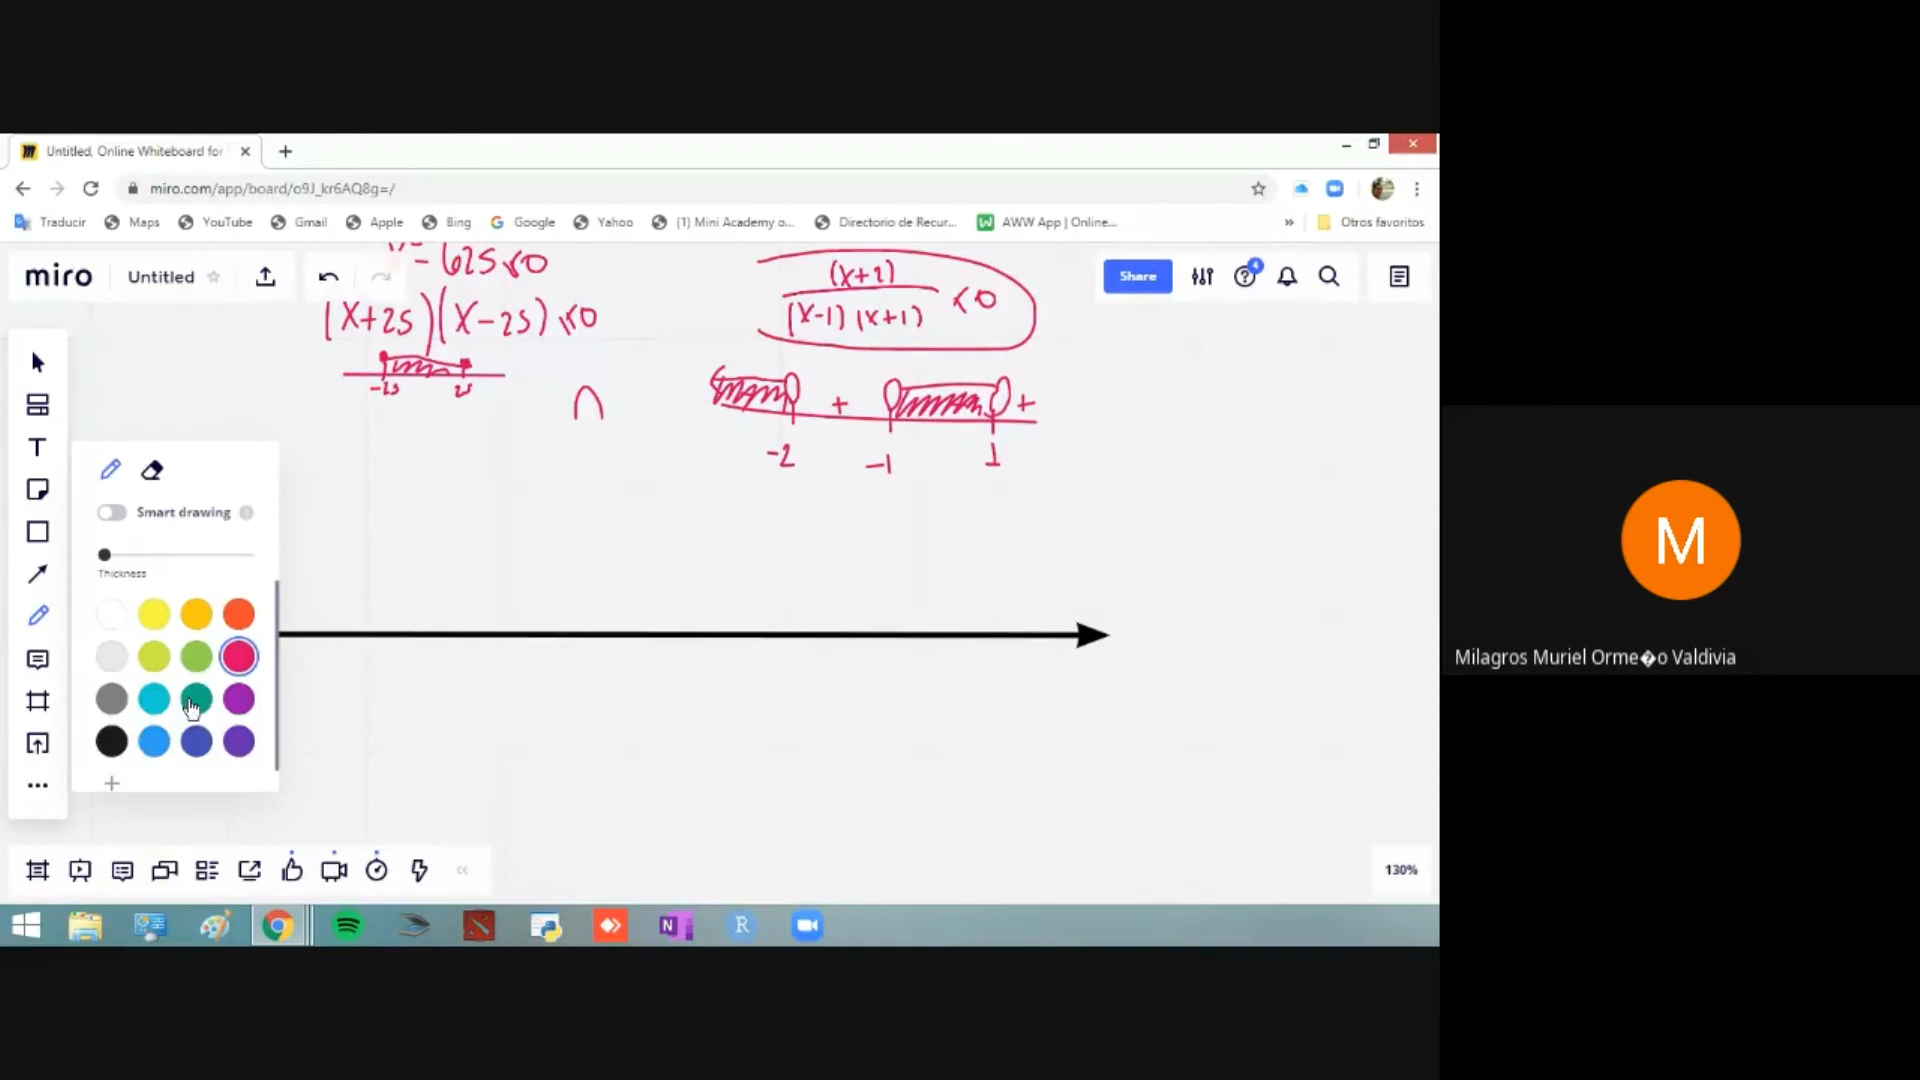 Untitled, Online Whiteboard for
miro.com/app/board/o9J_kr6AQ8g=/
Traducir Maps YouTube Gmail Apple Bing Google Yahoo (1) Mini Academy o... Directorio de Recur... AWW App | Online... » Otros favoritos
miro Untitled Share 4
- 625 ≤ 0
(x+25)(x-25) ≤ 0
-25 25
∩
(x+2)
(x-1)(x+1) < 0
+ +
-2 -1 1
T
Smart drawing
Thickness
130%
N R
M
Milagros Muriel Orme�o Valdivia